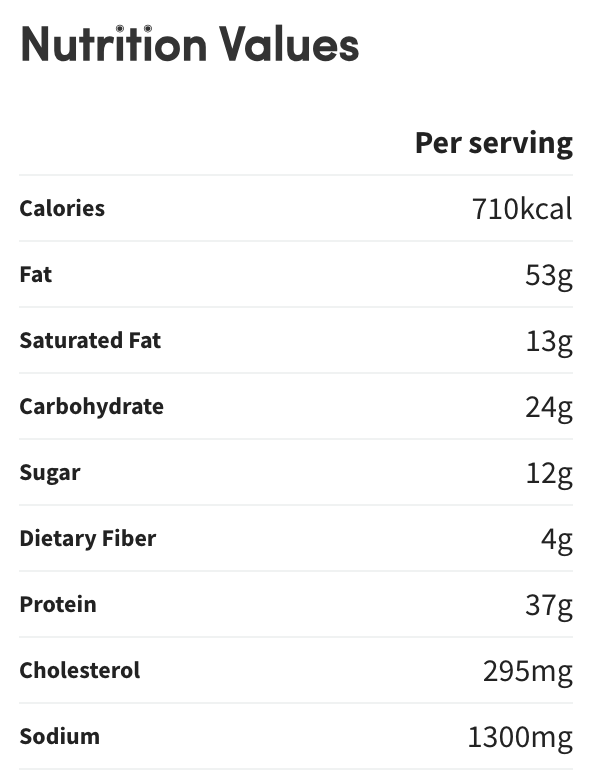 Nutrition Values
Per serving
Calories 710kcal
Fat 53g
Saturated Fat 13g
Carbohydrate 24g
Sugar 12g
Dietary Fiber 4g
Protein 37g
Cholesterol 295mg
Sodium 1300mg